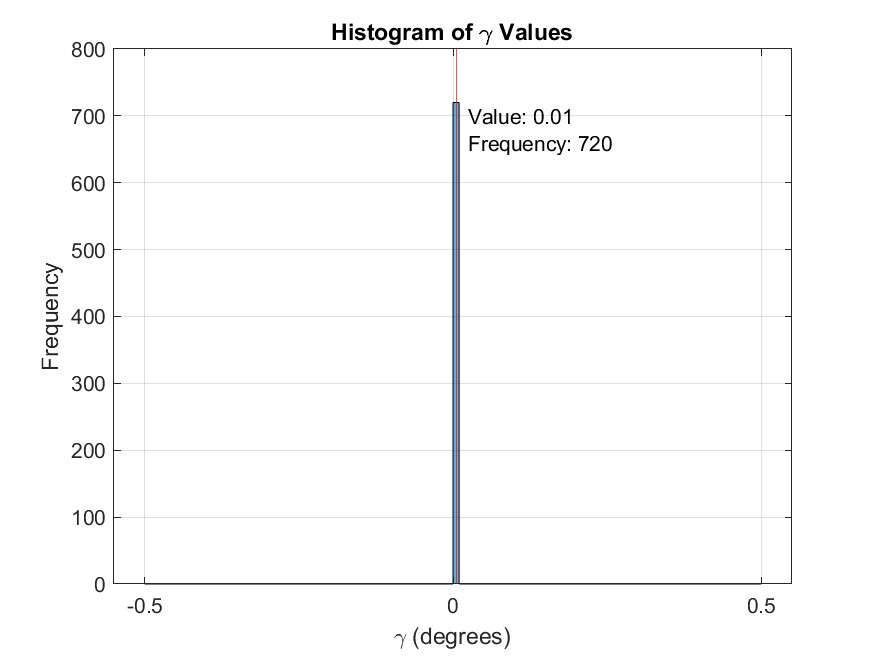 Histogram of γ Values
800
700
600
500
400
300
200
100
0
Frequency
Value: 0.01
Frequency: 720
-0.5 0 0.5
γ (degrees)